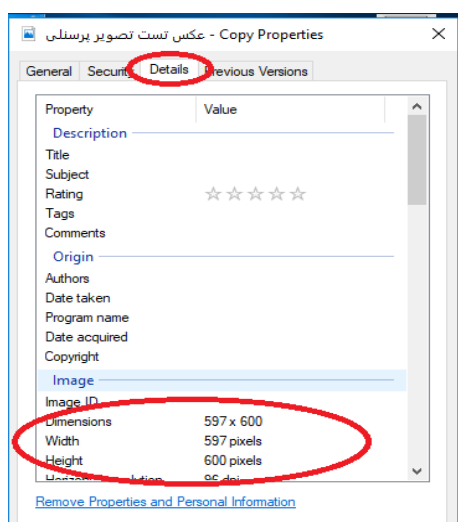 عکس تست تصویر پرسنلی - Copy Properties
General Security Details Previous Versions
Property Value
Description
Title
Subject
Rating
Tags
Comments
Origin
Authors
Date taken
Program name
Date acquired
Copyright
Image
Image ID
Dimensions 597 x 600
Width 597 pixels
Height 600 pixels
96 dpi
Remove Properties and Personal Information